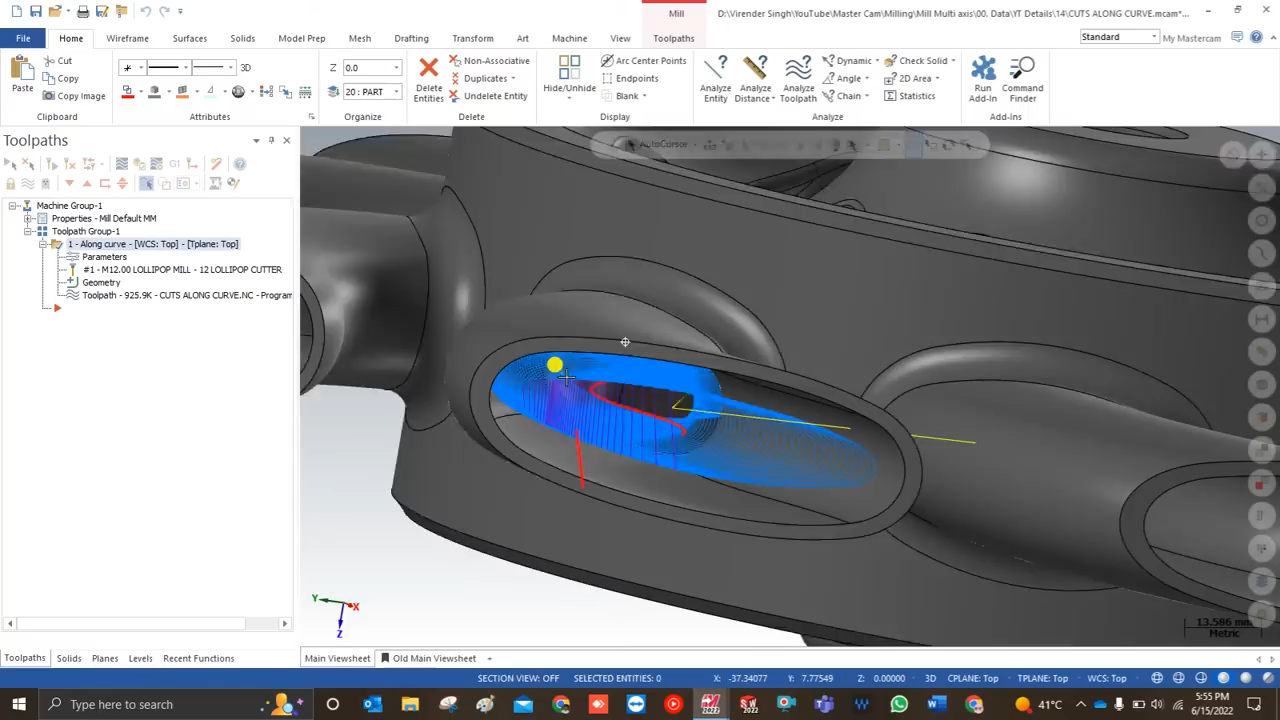 Mill
D:\Virender Singh\YouTube\Master Cam\Milling\Mill Multi axis\00. Data\YT Details\14\CUTS ALONG CURVE.mcam*...
File
Home
Wireframe
Surfaces
Solids
Model Prep
Mesh
Drafting
Transform
Art
Machine
View
Toolpaths
Standard
My Mastercam
Paste
Cut
Copy
Copy Image
Clipboard
3D
Attributes
Z
0.0
20 : PART
Organize
Delete Entities
Non-Associative
Duplicates
Undelete Entity
Delete
Hide/Unhide
Arc Center Points
Endpoints
Blank
Display
Analyze Entity
Analyze Distance
Analyze Toolpath
Dynamic
Angle
Chain
Check Solid
2D Area
Statistics
Analyze
Run Add-In
Command Finder
Add-Ins
Toolpaths
AutoCursor
G1
Machine Group-1
Properties - Mill Default MM
Toolpath Group-1
1 - Along curve - [WCS: Top] - [Tplane: Top]
Parameters
#1 - M12.00 LOLLIPOP MILL - 12 LOLLIPOP CUTTER
Geometry
Toolpath - 925.9K - CUTS ALONG CURVE.NC - Program
Y
X
Z
13.586 mm
Metric
Toolpaths
Solids
Planes
Levels
Recent Functions
Main Viewsheet
Old Main Viewsheet
+
SECTION VIEW: OFF
SELECTED ENTITIES: 0
X: -37.34077
Y: 7.77549
Z: 0.00000
3D
CPLANE: Top
TPLANE: Top
WCS: Top
Type here to search
41°C
5:55 PM
6/15/2022